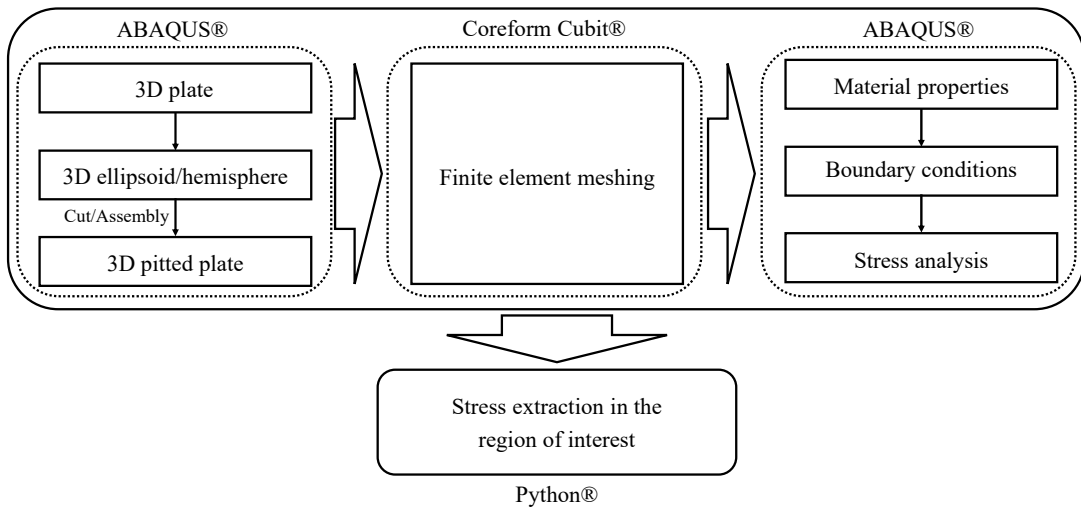 ABAQUS®
3D plate
3D ellipsoid/hemisphere
Cut/Assembly
3D pitted plate
Coreform Cubit®
Finite element meshing
ABAQUS®
Material properties
Boundary conditions
Stress analysis
Stress extraction in the
region of interest
Python®